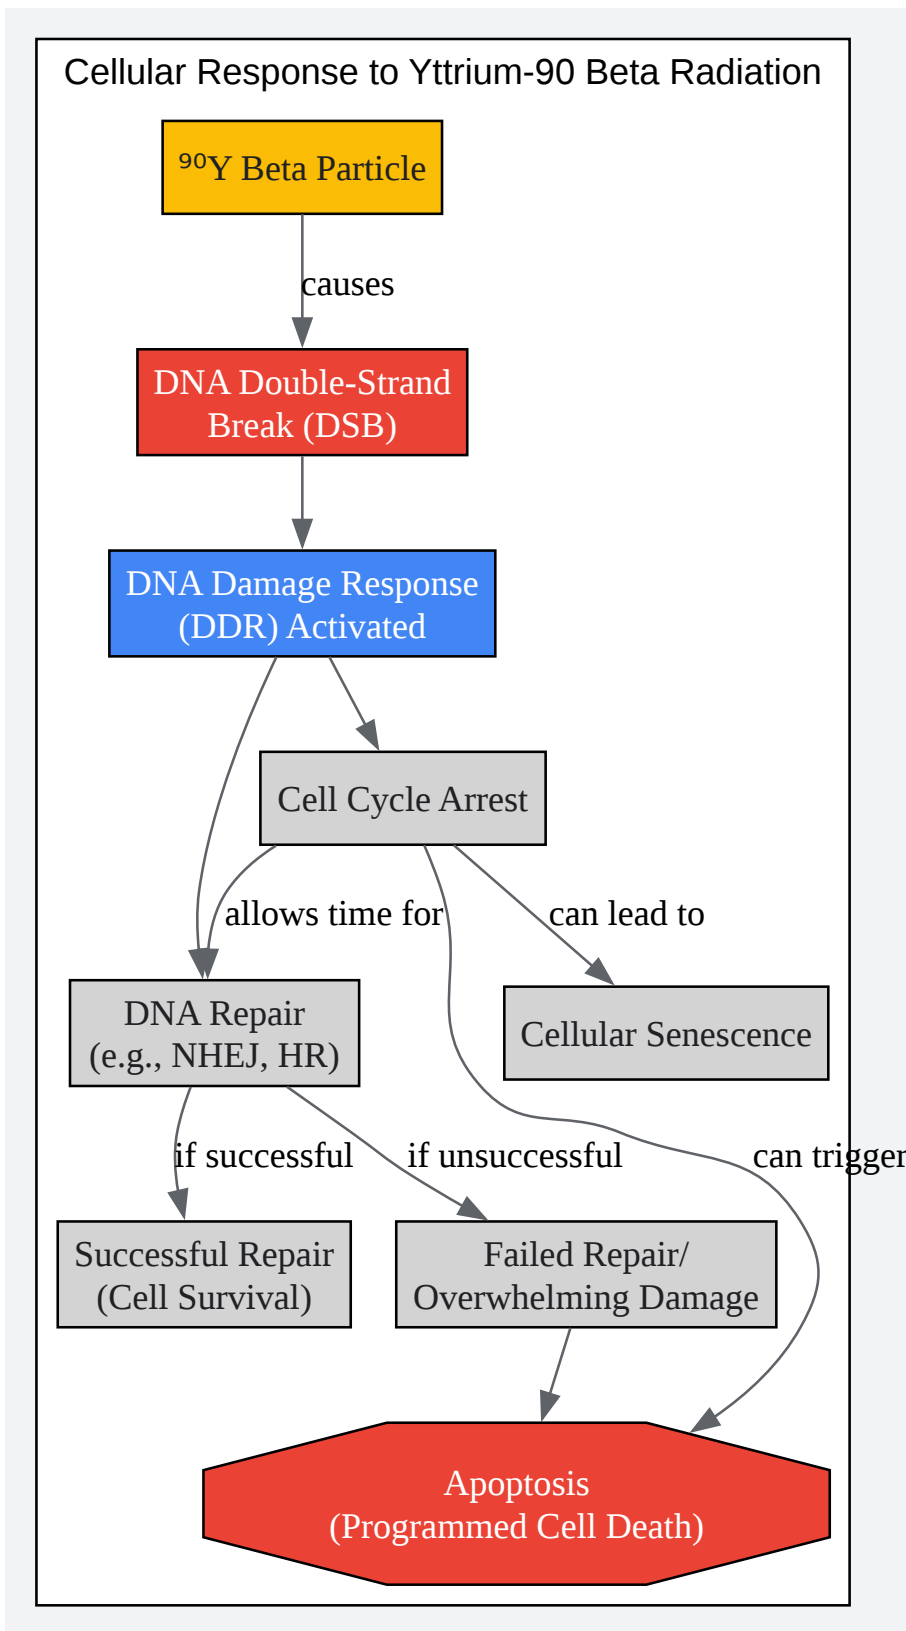 Cellular Response to Yttrium-90 Beta Radiation
⁹⁰Y Beta Particle
causes
DNA Double-Strand
Break (DSB)
DNA Damage Response
(DDR) Activated
Cell Cycle Arrest
allows time for
can lead to
DNA Repair
(e.g., NHEJ, HR)
Cellular Senescence
if successful
if unsuccessful
can trigger
Successful Repair
(Cell Survival)
Failed Repair/
Overwhelming Damage
Apoptosis
(Programmed Cell Death)